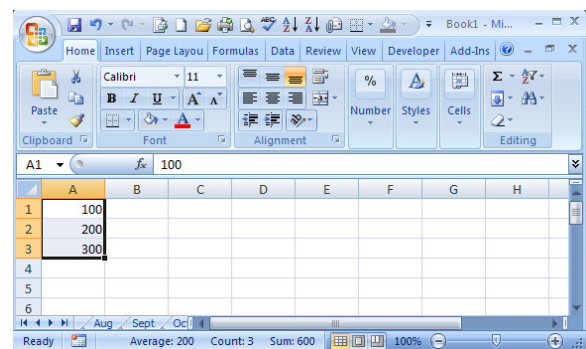 Book1 - Mi...
Home Insert Page Layou Formulas Data Review View Developer Add-Ins
Calibri 11 Σ
Paste B I U A A % Number Styles Cells
Clipboard Font Alignment Editing
A1 fx 100
A B C D E F G H
1 100
2 200
3 300
4
5
6
Aug Sept Oct
Ready Average: 200 Count: 3 Sum: 600 100%